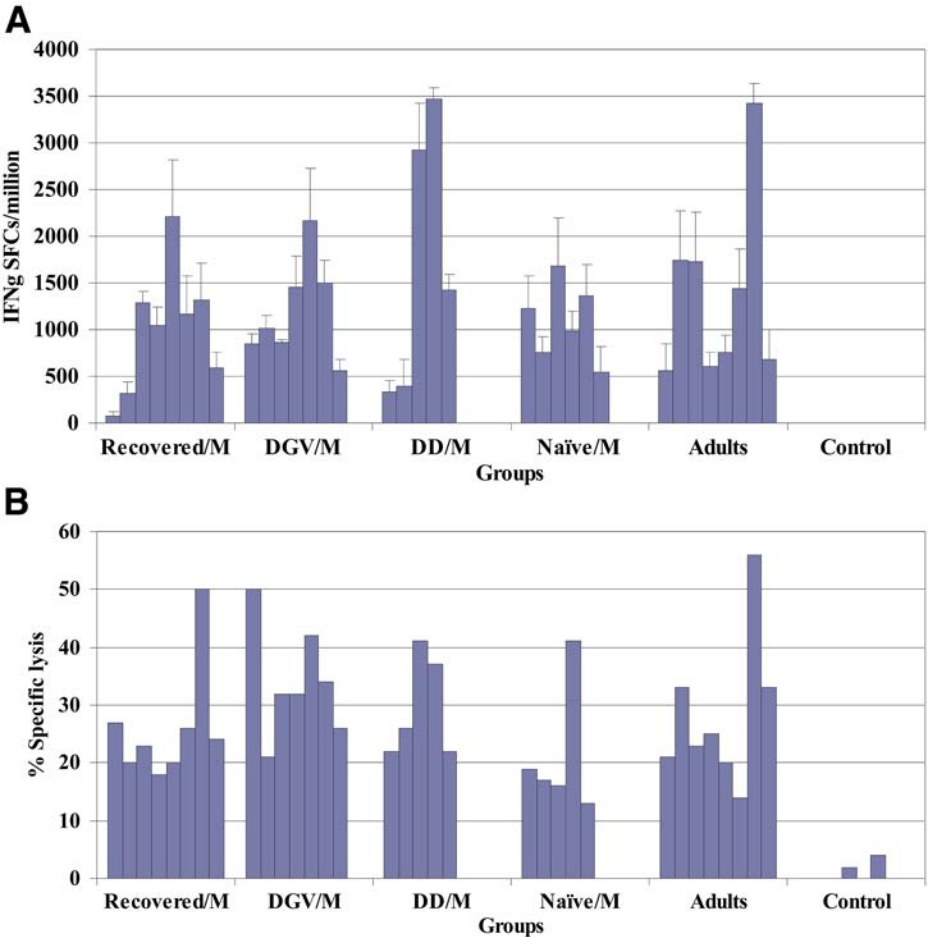 A
4000
3500
3000
2500
2000
1500
1000
500
0
IFNg SFCs/million
Recovered/M DGV/M DD/M Naïve/M Adults Control
Groups
B
60
50
40
30
20
10
0
% Specific lysis
Recovered/M DGV/M DD/M Naïve/M Adults Control
Groups